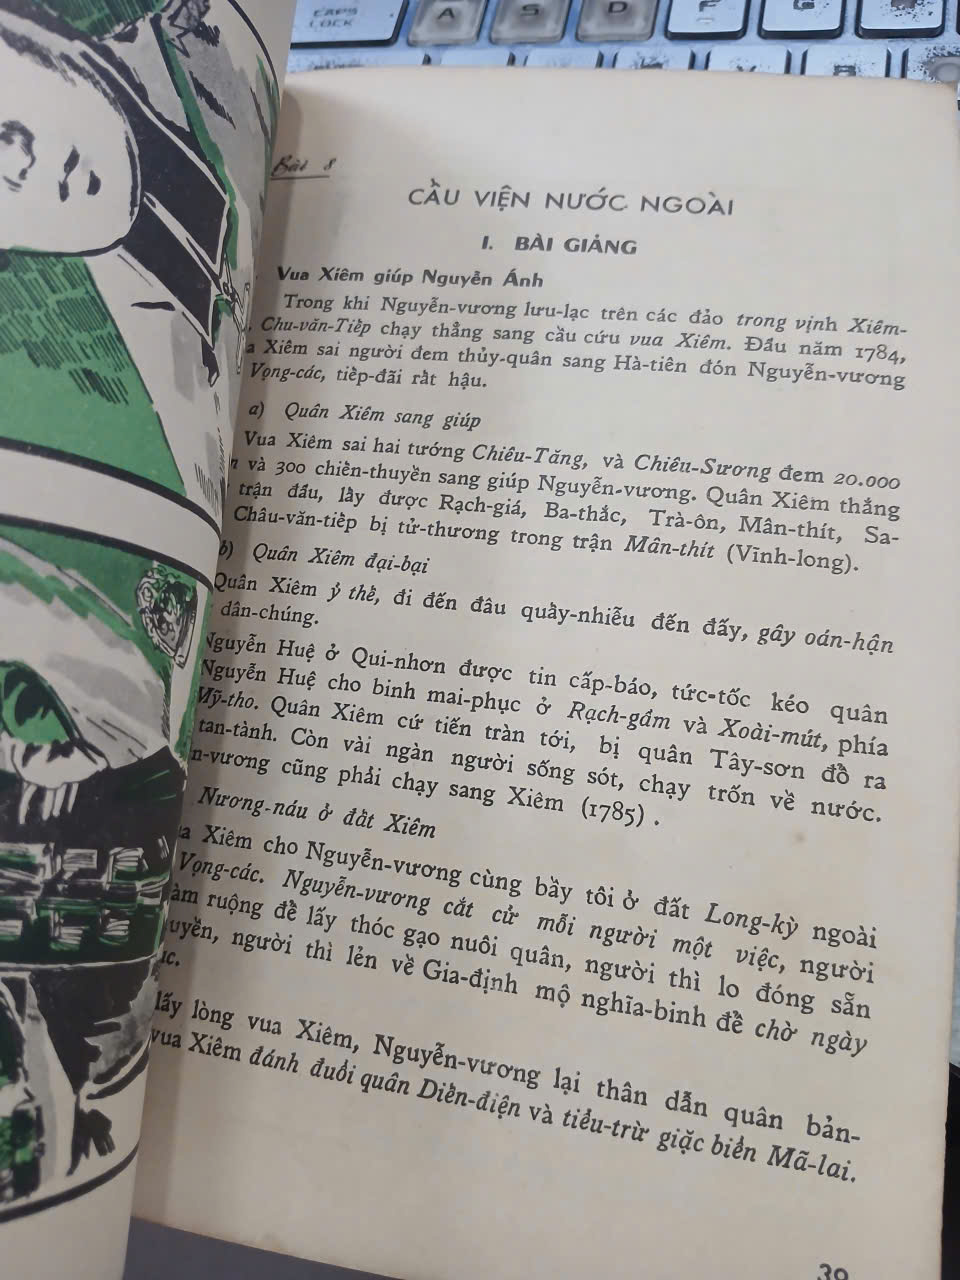 CAPS LOCK A S D F G
Bài 8
CẦU VIỆN NƯỚC NGOÀI
I. BÀI GIẢNG
Vua Xiêm giúp Nguyễn Ánh
Trong khi Nguyễn-vương lưu-lạc trên các đảo trong vịnh Xiêm-
Chu-văn-Tiếp chạy thẳng sang cầu cứu vua Xiêm. Đầu năm 1784,
a Xiêm sai người đem thủy-quân sang Hà-tiên đón Nguyễn-vương
Vọng-các, tiếp-đãi rất hậu.
a) Quân Xiêm sang giúp
Vua Xiêm sai hai tướng Chiêu-Tăng, và Chiêu-Sương đem 20.000
và 300 chiến-thuyền sang giúp Nguyễn-vương. Quân Xiêm thắng
trận đầu, lấy được Rạch-giá, Ba-thắc, Trà-ôn, Mân-thít, Sa-
Châu-văn-tiếp bị tử-thương trong trận Mân-thít (Vĩnh-long).
b) Quân Xiêm đại-bại
Quân Xiêm ỷ thế, đi đến đâu quầy-nhiễu đến đấy, gây oán-hận
dân-chúng.
Nguyễn Huệ ở Qui-nhơn được tin cấp-báo, tức-tốc kéo quân
Nguyễn Huệ cho binh mai-phục ở Rạch-gầm và Xoài-mút, phía
Mỹ-tho. Quân Xiêm cứ tiến tràn tới, bị quân Tây-sơn đổ ra
tan-tành. Còn vài ngàn người sống sót, chạy trốn về nước.
n-vương cũng phải chạy sang Xiêm (1785).
Nương-náu ở đất Xiêm
a Xiêm cho Nguyễn-vương cùng bầy tôi ở đất Long-kỳ ngoài
Vọng-các. Nguyễn-vương cắt cử mỗi người một việc, người
àm ruộng để lấy thóc gạo nuôi quân, người thì lo đóng sẵn
uyền, người thì lẻn về Gia-định mộ nghĩa-binh để chờ ngày
ục.
lấy lòng vua Xiêm, Nguyễn-vương lại thân dẫn quân bản-
vua Xiêm đánh đuổi quân Diến-điện và tiểu-trừ giặc biển Mã-lai.
39